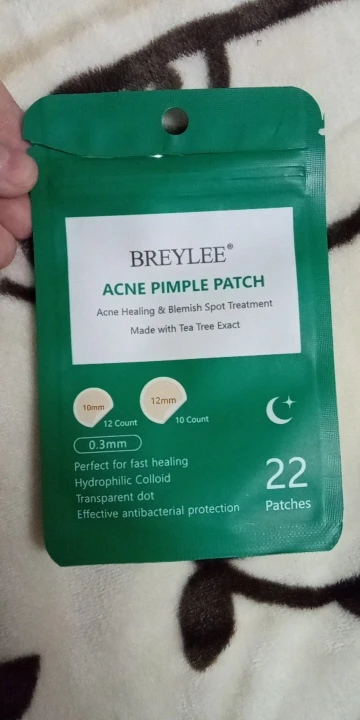 BREYLEE®
ACNE PIMPLE PATCH
Acne Healing & Blemish Spot Treatment
Made with Tea Tree Exact
10mm
12 Count
12mm
10 Count
0.3mm
Perfect for fast healing
Hydrophilic Colloid
Transparent dot
Effective antibacterial protection
22
Patches